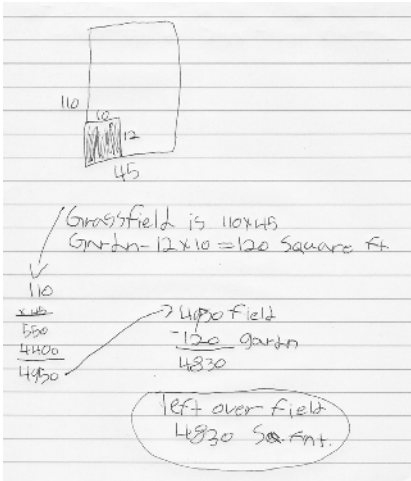 110
10
12
45
Grassfield is 110x45
Gardn - 12x10 = 120 Square ft.
110
x 45
550
4400
4950
4950 field
-120 gardn
4830
left over field
4830 Sq Fnt.